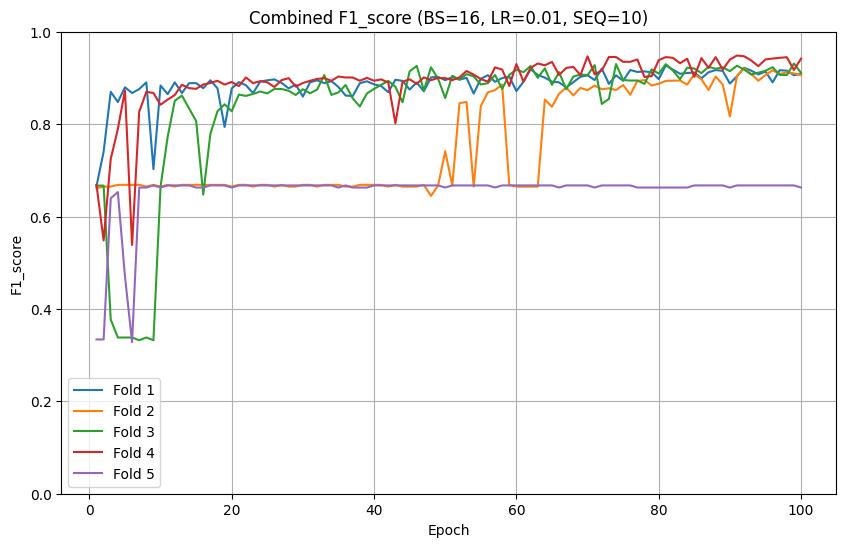 Combined F1_score (BS=16, LR=0.01, SEQ=10)
F1_score
1.0
0.8
0.6
0.4
0.2
0.0
Fold 1
Fold 2
Fold 3
Fold 4
Fold 5
0 20 40 60 80 100
Epoch